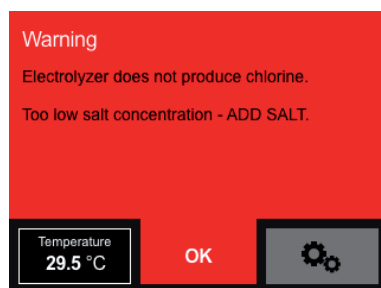 Warning
Electrolyzer does not produce chlorine.
Too low salt concentration - ADD SALT.
Temperature
29.5 °C
OK